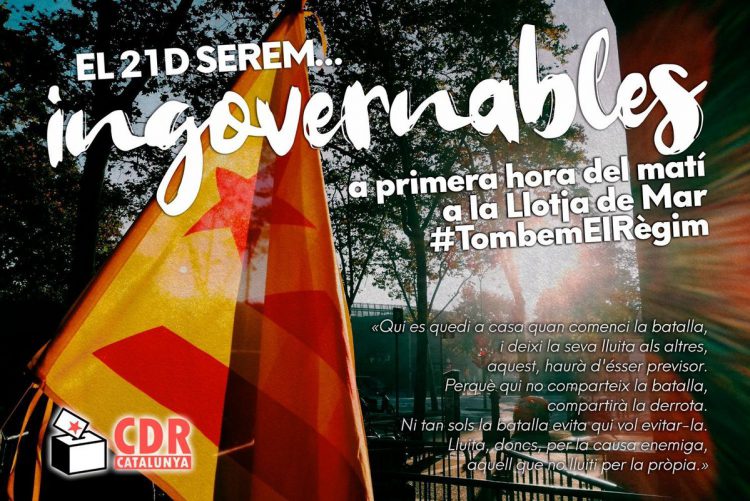 EL 21D SEREM...
ingovernables
a primera hora del matí
a la Llotja de Mar
#TombemElRègim
«Qui es quedi a casa quan comenci la batalla,
i deixi la seva lluita als altres,
aquest, haurà d'ésser previsor.
Perquè qui no comparteix la batalla,
compartirà la derrota.
Ni tan sols la batalla evita qui vol evitar-la.
Lluita, doncs, per la causa enemiga,
aquell que no lluiti per la pròpia.»
CDR
CATALUNYA